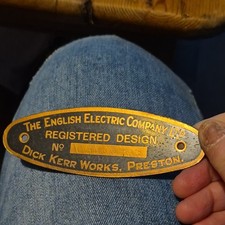 THE ENGLISH ELECTRIC COMPANY
REGISTERED DESIGN
No
DICK KERR WORKS, PRESTON.